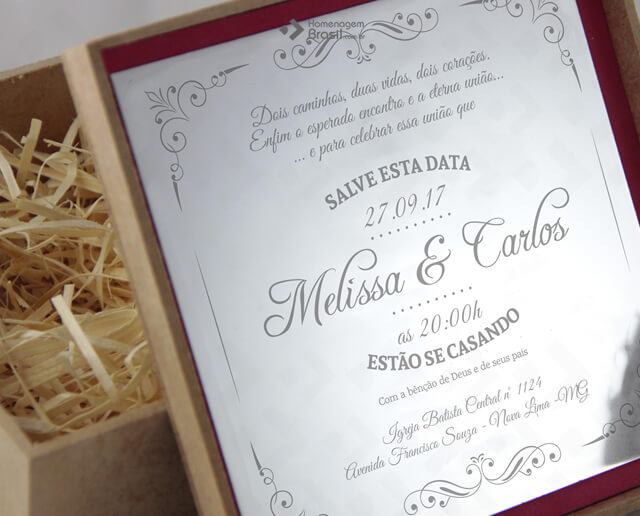 Homenagem
Brasil.com.br
Dois caminhos, duas vidas, dois corações.
Enfim o esperado encontro e a eterna união...
... e para celebrar essa união que
SALVE ESTA DATA
27.09.17
Melissa & Carlos
as 20:00h
ESTÃO SE CASANDO
Com a bênção de Deus e de seus pais
Igreja Batista Central nº 1124
Avenida Francisco Souza - Nova Lima -MG